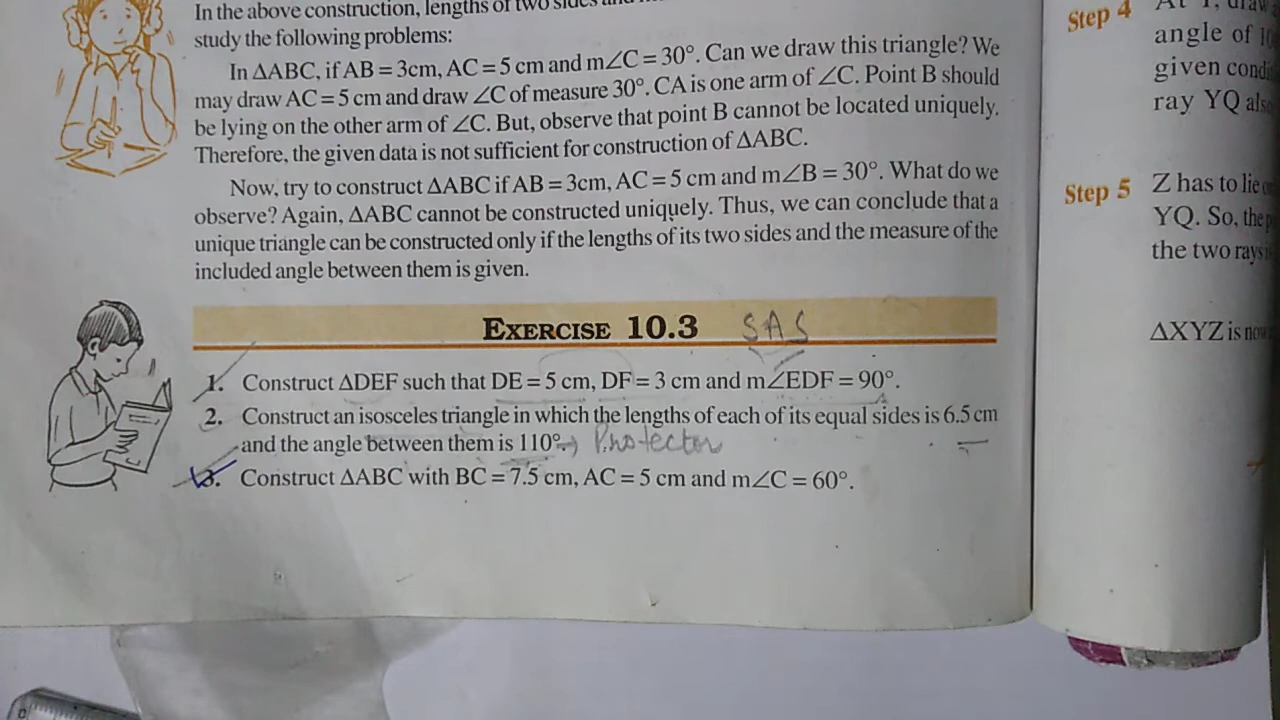 In the above construction, lengths of two sides and
study the following problems:
In ΔABC, if AB = 3cm, AC = 5 cm and m∠C = 30°. Can we draw this triangle? We
may draw AC = 5 cm and draw ∠C of measure 30°. CA is one arm of ∠C. Point B should
be lying on the other arm of ∠C. But, observe that point B cannot be located uniquely.
Therefore, the given data is not sufficient for construction of ΔABC.
Now, try to construct ΔABC if AB = 3cm, AC = 5 cm and m∠B = 30°. What do we
observe? Again, ΔABC cannot be constructed uniquely. Thus, we can conclude that a
unique triangle can be constructed only if the lengths of its two sides and the measure of the
included angle between them is given.
EXERCISE 10.3 SAS
1. Construct ΔDEF such that DE = 5 cm, DF = 3 cm and m∠EDF = 90°.
2. Construct an isosceles triangle in which the lengths of each of its equal sides is 6.5 cm
and the angle between them is 110°. → Protector
3. Construct ΔABC with BC = 7.5 cm, AC = 5 cm and m∠C = 60°.
Step 4 At Y, draw
angle of 10
given condi
ray YQ also
Step 5 Z has to lie
YQ. So, the
the two rays
ΔXYZ is now
0